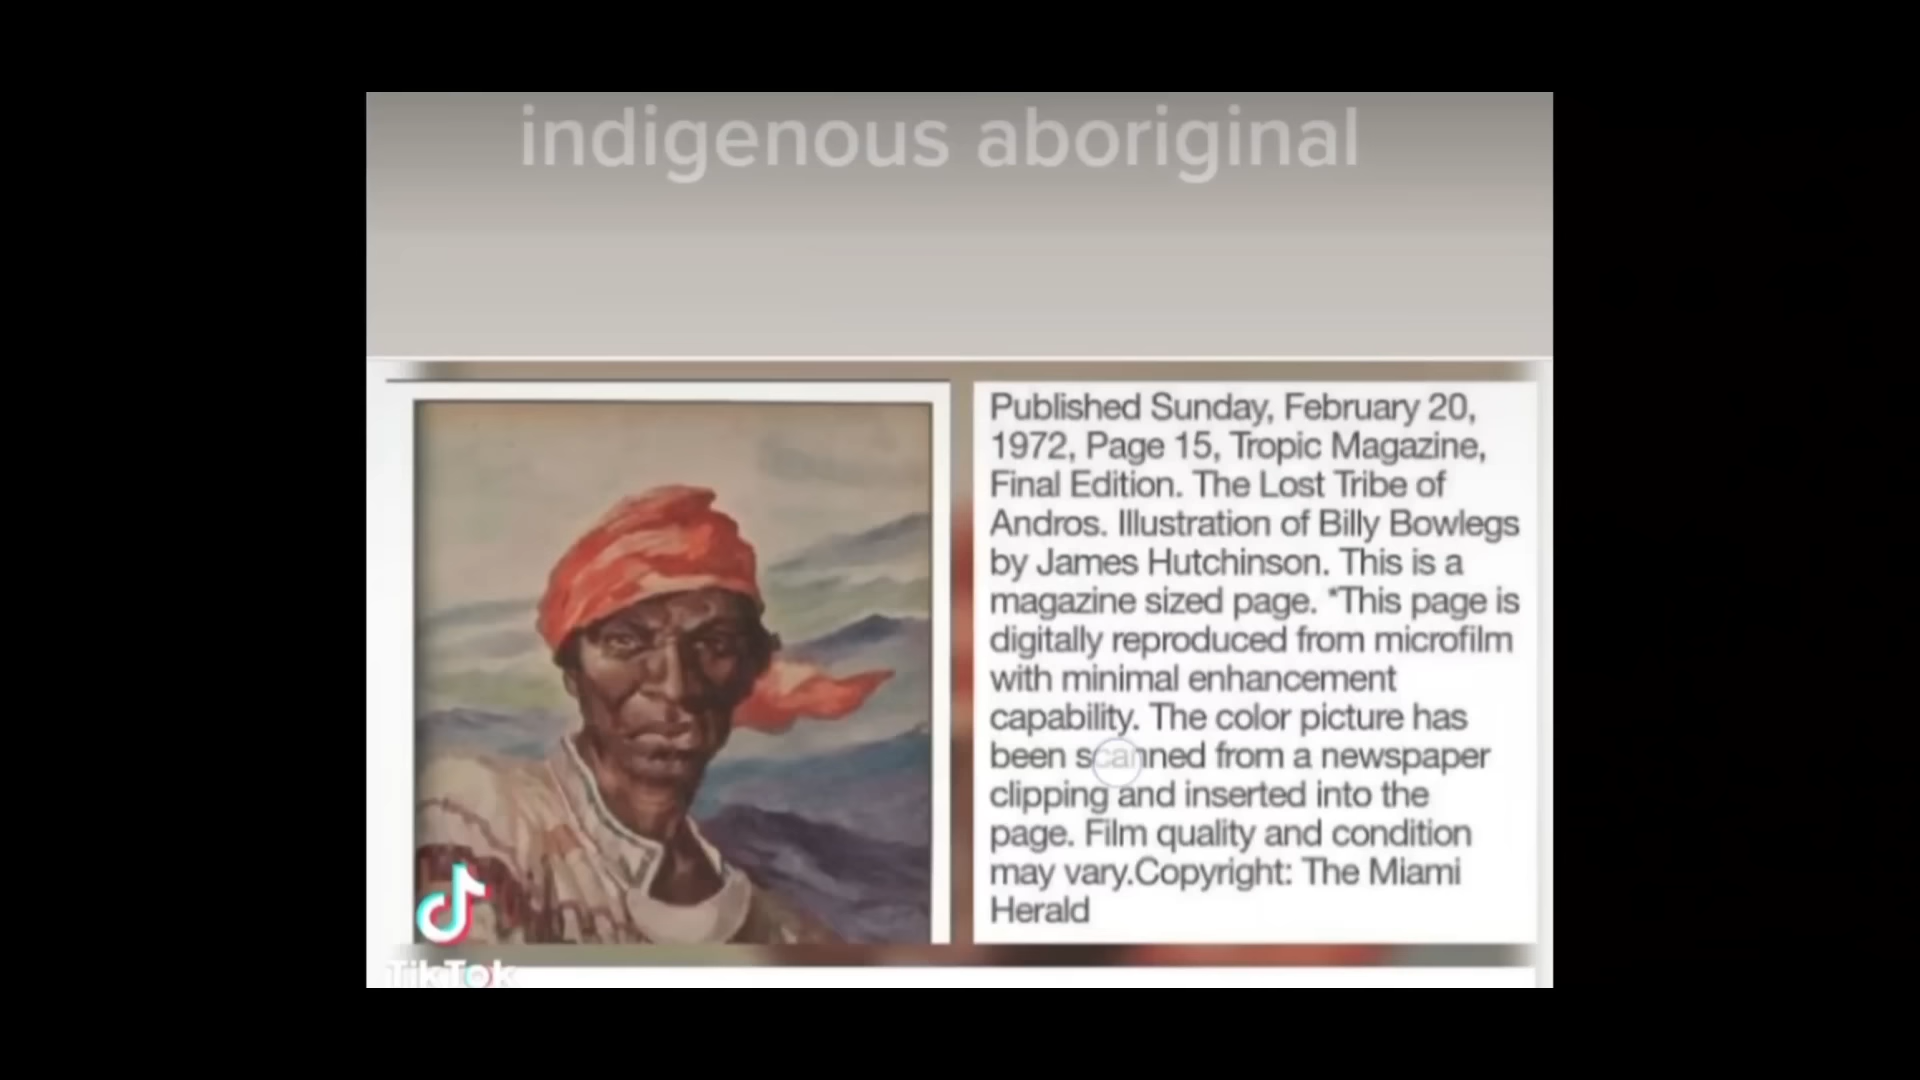 indigenous aboriginal
Published Sunday, February 20,
1972, Page 15, Tropic Magazine,
Final Edition. The Lost Tribe of
Andros. Illustration of Billy Bowlegs
by James Hutchinson. This is a
magazine sized page. *This page is
digitally reproduced from microfilm
with minimal enhancement
capability. The color picture has
been scanned from a newspaper
clipping and inserted into the
page. Film quality and condition
may vary.Copyright: The Miami
Herald
TikTok